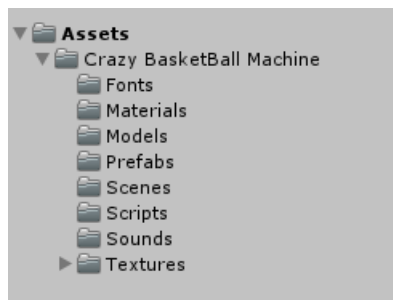 Assets
Crazy BasketBall Machine
Fonts
Materials
Models
Prefabs
Scenes
Scripts
Sounds
Textures